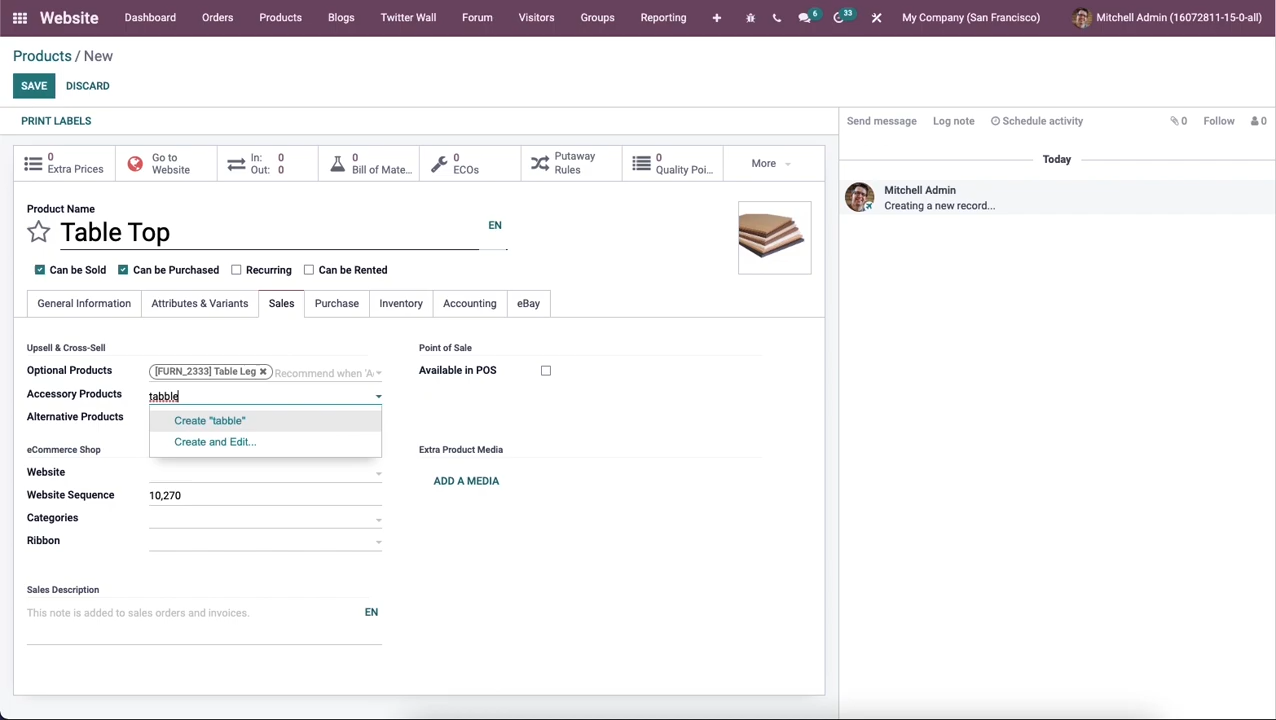 Website Dashboard Orders Products Blogs Twitter Wall Forum Visitors Groups Reporting 6 33 My Company (San Francisco) Mitchell Admin (16072811-15-0-all)
Products / New
SAVE DISCARD
PRINT LABELS
Send message Log note Schedule activity 0 Follow 0
0 Extra Prices
Go to Website
In: 0
Out: 0
0 Bill of Mate...
0 ECOs
Putaway Rules
0 Quality Poi...
More
Today
Mitchell Admin
Creating a new record...
Product Name
Table Top EN
Can be Sold Can be Purchased Recurring Can be Rented
General Information Attributes & Variants Sales Purchase Inventory Accounting eBay
Upsell & Cross-Sell Point of Sale
Optional Products [FURN_2333] Table Leg Recommend when Available in POS
Accessory Products tabble
Alternative Products Create "tabble"
Create and Edit...
eCommerce Shop Extra Product Media
Website
ADD A MEDIA
Website Sequence 10,270
Categories
Ribbon
Sales Description
This note is added to sales orders and invoices. EN